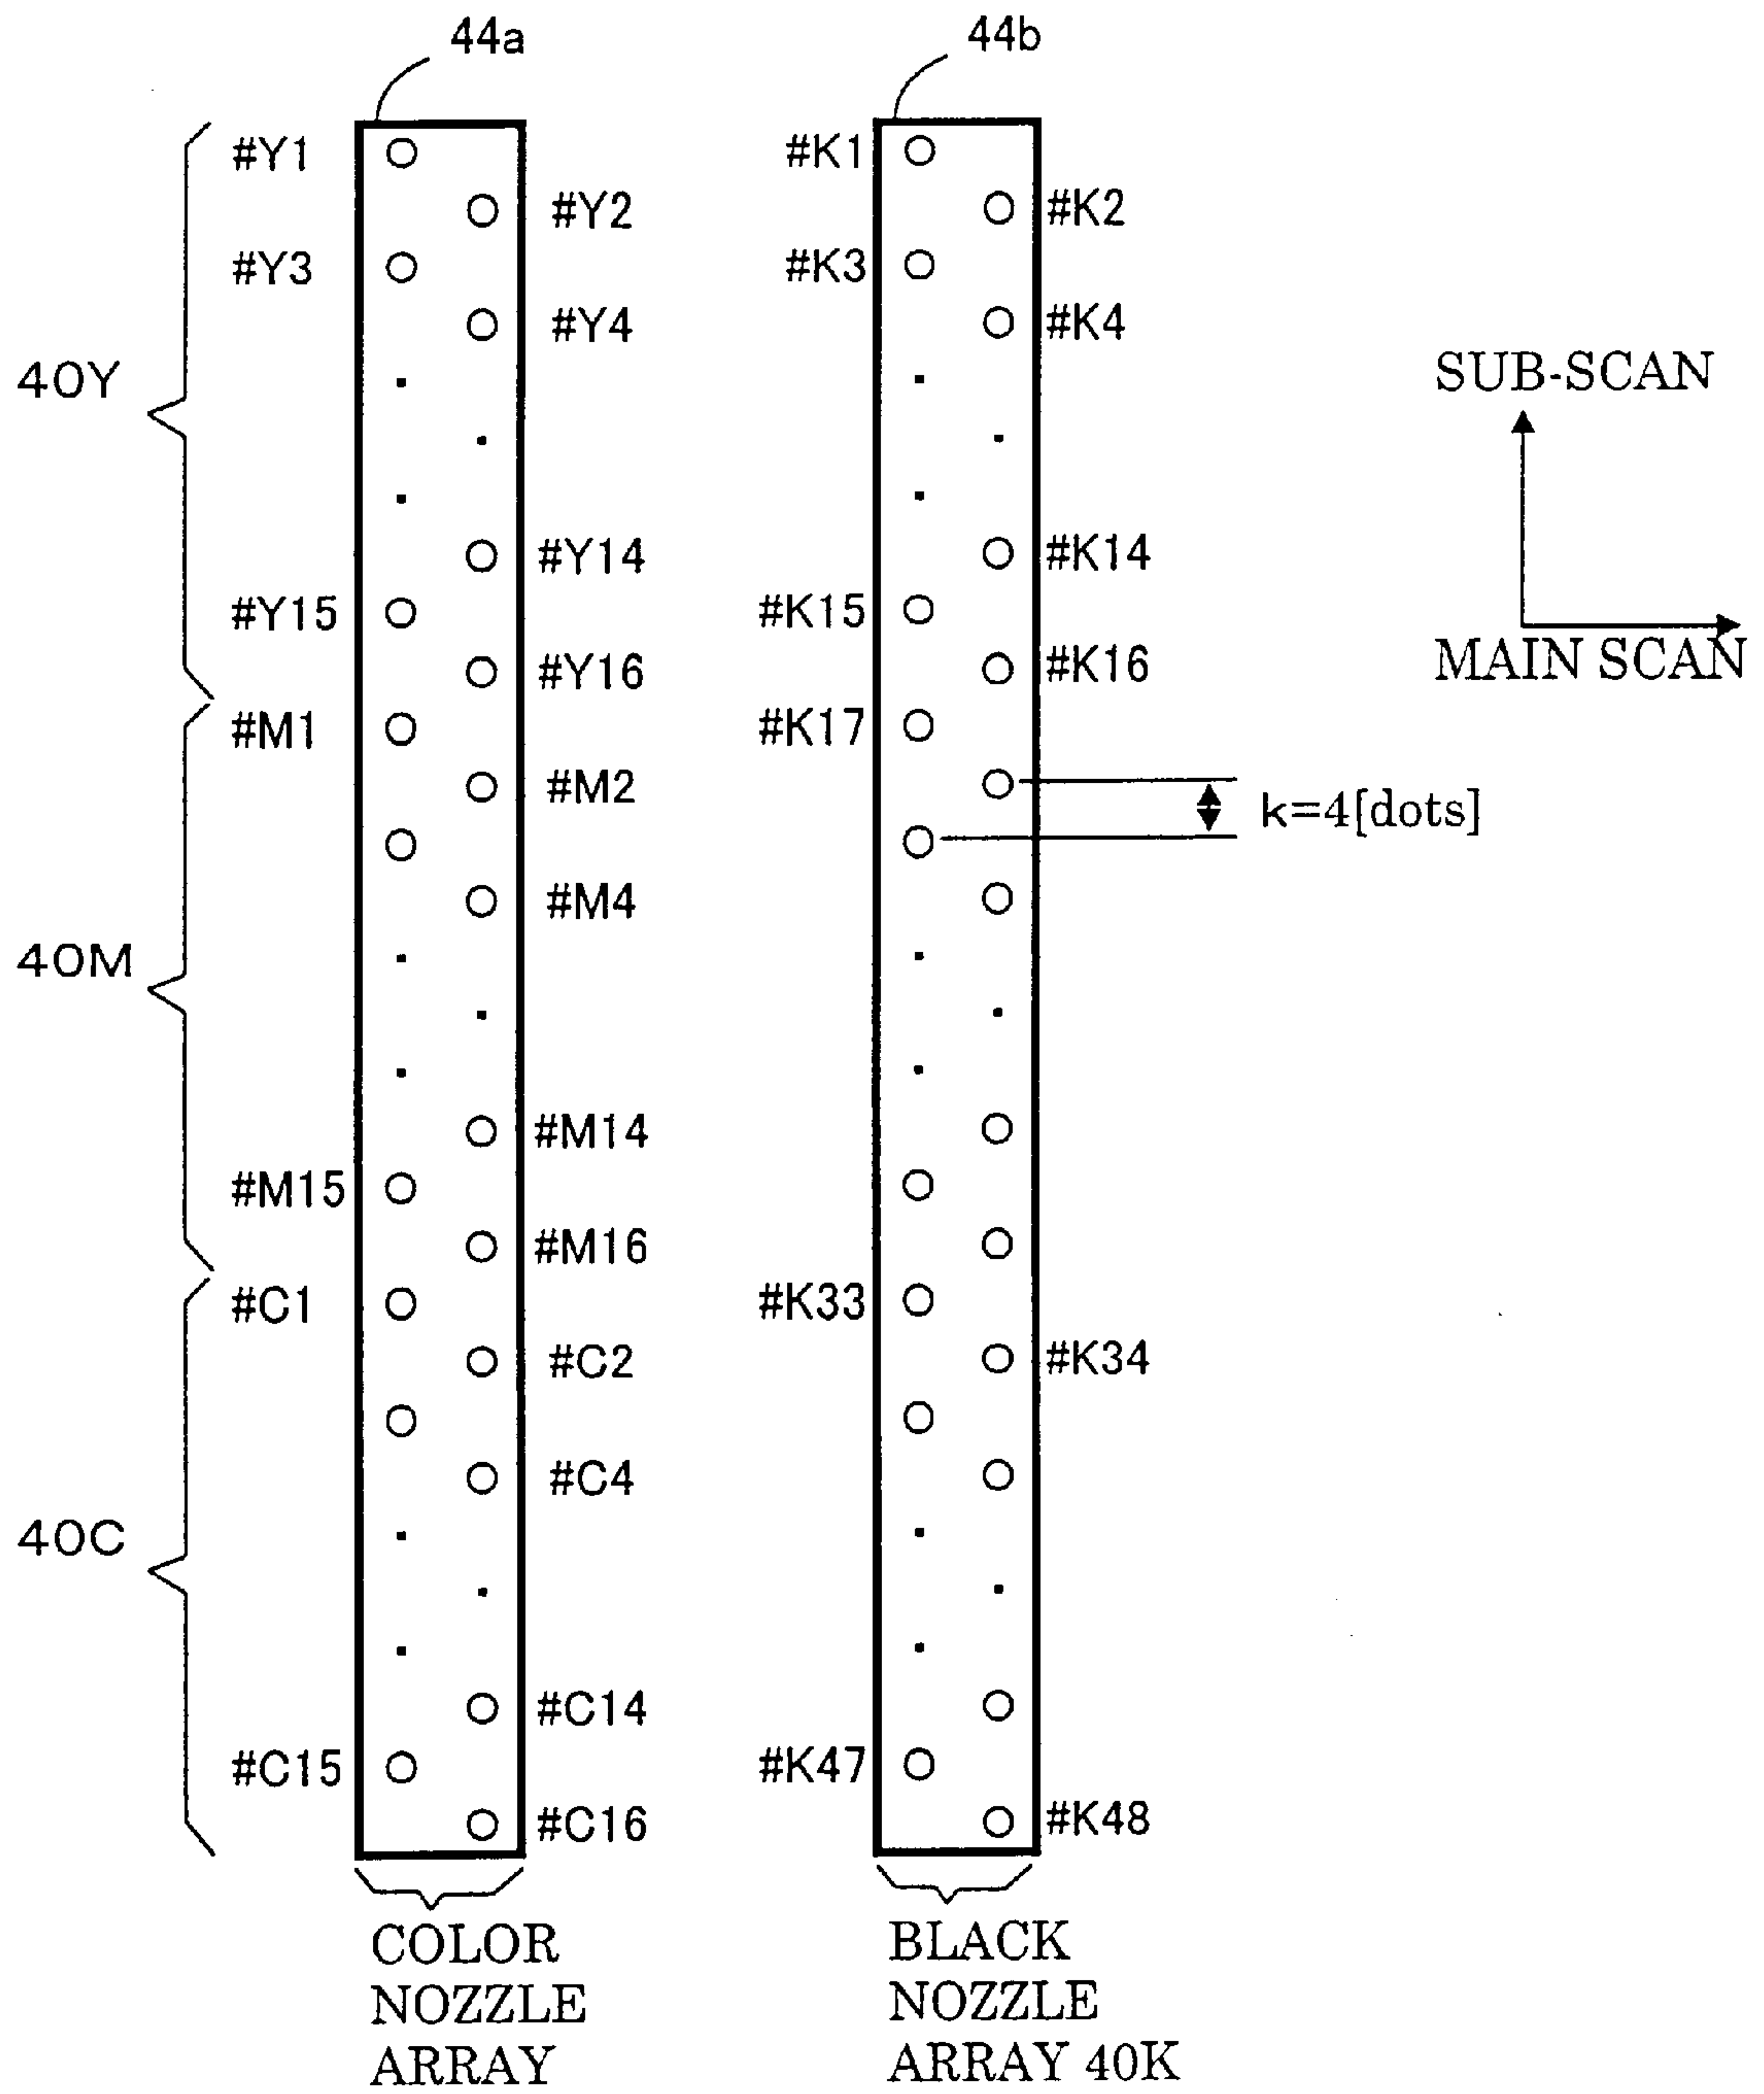 44a 44b
#Y1 #K1
#Y2 #K2
#Y3 #K3
#Y4 #K4
40Y
SUB-SCAN
#Y14 #K14
#Y15 #K15
#Y16 #K16
MAIN SCAN
#M1 #K17
#M2
k=4[dots]
#M4
40M
#M14
#M15
#M16
#C1 #K33
#C2 #K34
#C4
40C
#C14
#C15 #K47
#C16 #K48
COLOR
NOZZLE
ARRAY
BLACK
NOZZLE
ARRAY 40K